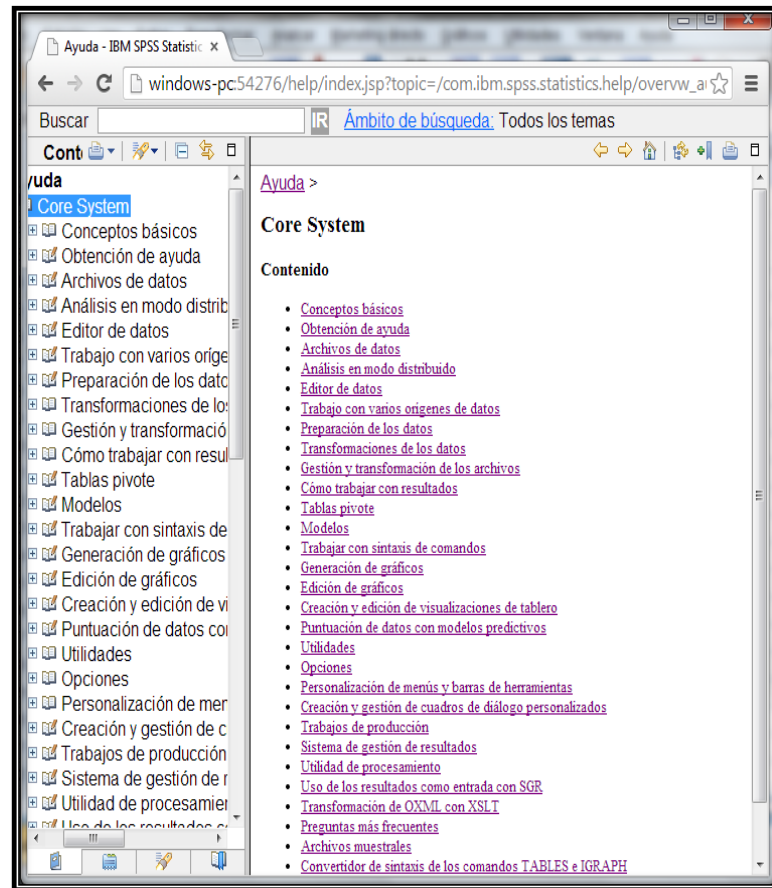 Ayuda - IBM SPSS Statistic
windows-pc:54276/help/index.jsp?topic=/com.ibm.spss.statistics.help/overvw_a
Buscar IR Ámbito de búsqueda: Todos los temas
Cont
yuda
Core System
Conceptos básicos
Obtención de ayuda
Archivos de datos
Análisis en modo distrib
Editor de datos
Trabajo con varios oríge
Preparación de los datc
Transformaciones de los
Gestión y transformació
Cómo trabajar con resul
Tablas pivote
Modelos
Trabajar con sintaxis de
Generación de gráficos
Edición de gráficos
Creación y edición de vi
Puntuación de datos cor
Utilidades
Opciones
Personalización de mer
Creación y gestión de c
Trabajos de producción
Sistema de gestión de r
Utilidad de procesamier
Ayuda >
Core System
Contenido
Conceptos básicos
Obtención de ayuda
Archivos de datos
Análisis en modo distribuido
Editor de datos
Trabajo con varios orígenes de datos
Preparación de los datos
Transformaciones de los datos
Gestión y transformación de los archivos
Cómo trabajar con resultados
Tablas pivote
Modelos
Trabajar con sintaxis de comandos
Generación de gráficos
Edición de gráficos
Creación y edición de visualizaciones de tablero
Puntuación de datos con modelos predictivos
Utilidades
Opciones
Personalización de menús y barras de herramientas
Creación y gestión de cuadros de diálogo personalizados
Trabajos de producción
Sistema de gestión de resultados
Utilidad de procesamiento
Uso de los resultados como entrada con SGR
Transformación de OXML con XSLT
Preguntas más frecuentes
Archivos muestrales
Convertidor de sintaxis de los comandos TABLES e IGRAPH